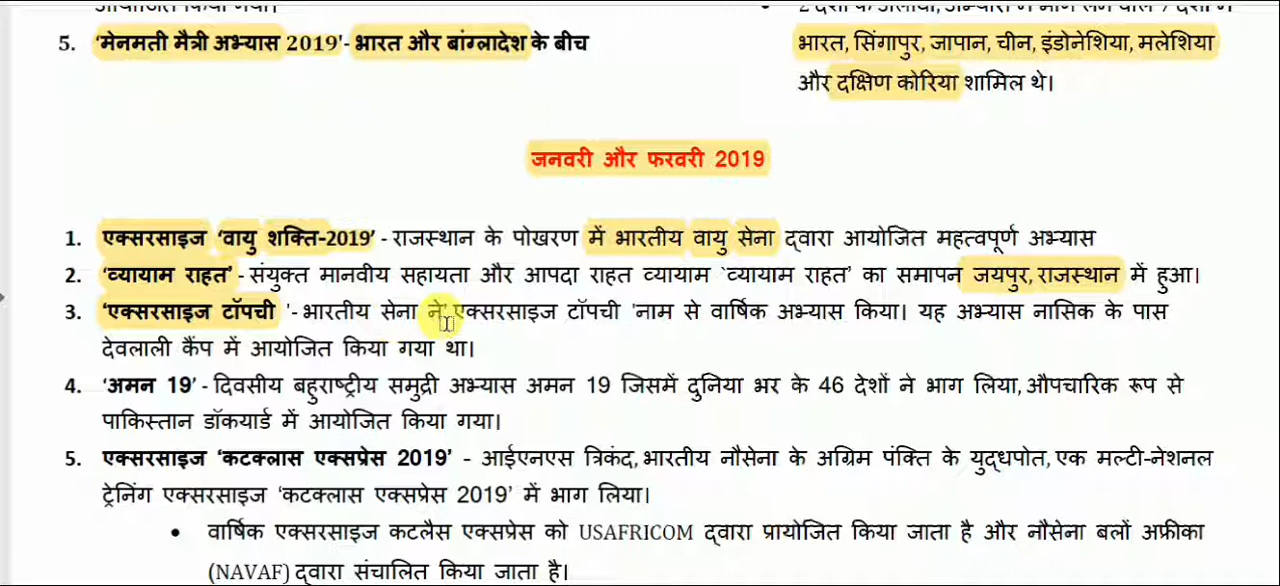 5. 'मेनमती मैत्री अभ्यास 2019'- भारत और बांग्लादेश के बीच
भारत, सिंगापुर, जापान, चीन, इंडोनेशिया, मलेशिया
और दक्षिण कोरिया शामिल थे।
जनवरी और फरवरी 2019
1. एक्सरसाइज 'वायु शक्ति-2019' - राजस्थान के पोखरण में भारतीय वायु सेना द्वारा आयोजित महत्वपूर्ण अभ्यास
2. 'व्यायाम राहत' - संयुक्त मानवीय सहायता और आपदा राहत व्यायाम `व्यायाम राहत' का समापन जयपुर, राजस्थान में हुआ।
3. 'एक्सरसाइज टॉपची '- भारतीय सेना ने' एक्सरसाइज टॉपची 'नाम से वार्षिक अभ्यास किया। यह अभ्यास नासिक के पास
देवलाली कैंप में आयोजित किया गया था।
4. 'अमन 19' - दिवसीय बहुराष्ट्रीय समुद्री अभ्यास अमन 19 जिसमें दुनिया भर के 46 देशों ने भाग लिया, औपचारिक रूप से
पाकिस्तान डॉकयार्ड में आयोजित किया गया।
5. एक्सरसाइज 'कटक्लास एक्सप्रेस 2019' - आईएनएस त्रिकंद, भारतीय नौसेना के अग्रिम पंक्ति के युद्धपोत, एक मल्टी-नेशनल
ट्रेनिंग एक्सरसाइज 'कटक्लास एक्सप्रेस 2019' में भाग लिया।
• वार्षिक एक्सरसाइज कटलैस एक्सप्रेस को USAFRICOM द्वारा प्रायोजित किया जाता है और नौसेना बलों अफ्रीका
(NAVAF) द्वारा संचालित किया जाता है।